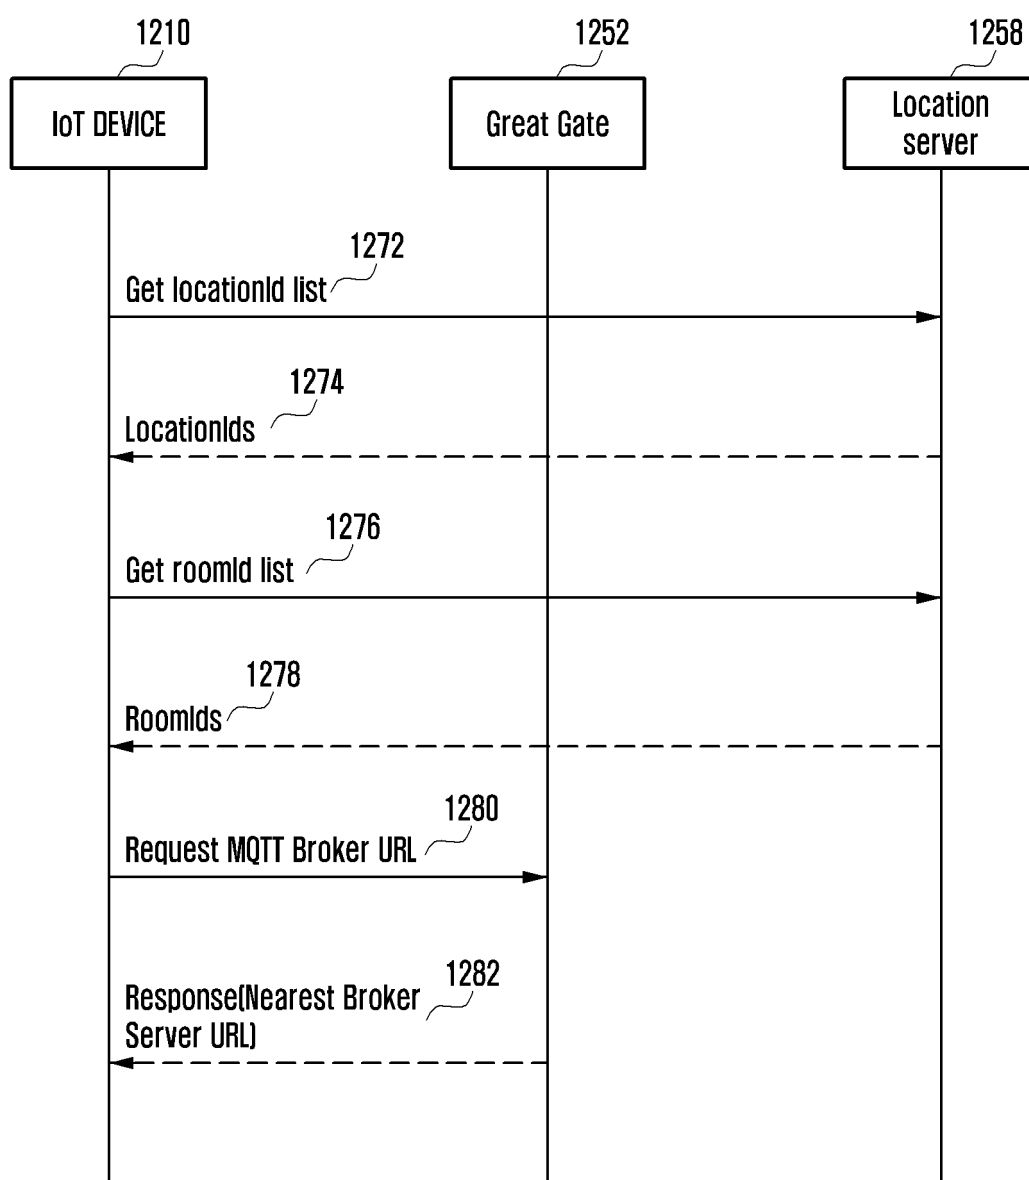 1210
1252
1258
IoT DEVICE
Great Gate
Location
server
1272
Get locationId list
1274
LocationIds
1276
Get roomId list
1278
RoomIds
1280
Request MQTT Broker URL
1282
Response(Nearest Broker
Server URL)